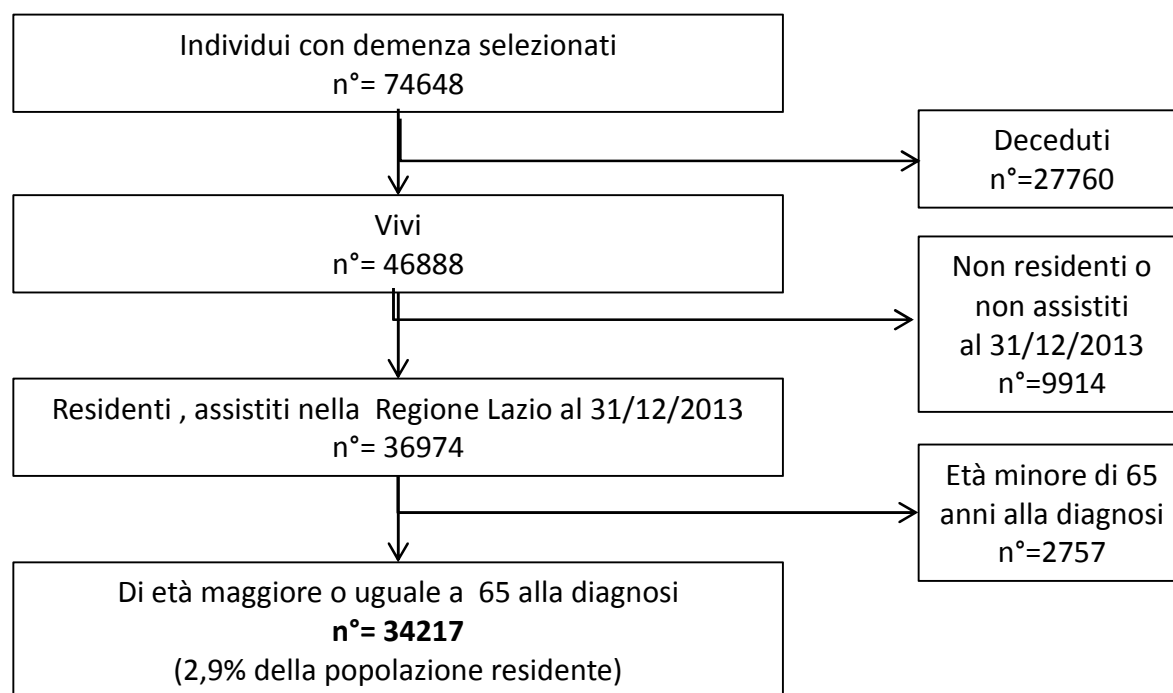 Individui con demenza selezionati
n°= 74648
Deceduti
n°=27760
Vivi
n°= 46888
Non residenti o
non assistiti
al 31/12/2013
n°=9914
Residenti , assistiti nella Regione Lazio al 31/12/2013
n°= 36974
Età minore di 65
anni alla diagnosi
n°=2757
Di età maggiore o uguale a 65 alla diagnosi
n°= 34217
(2,9% della popolazione residente)